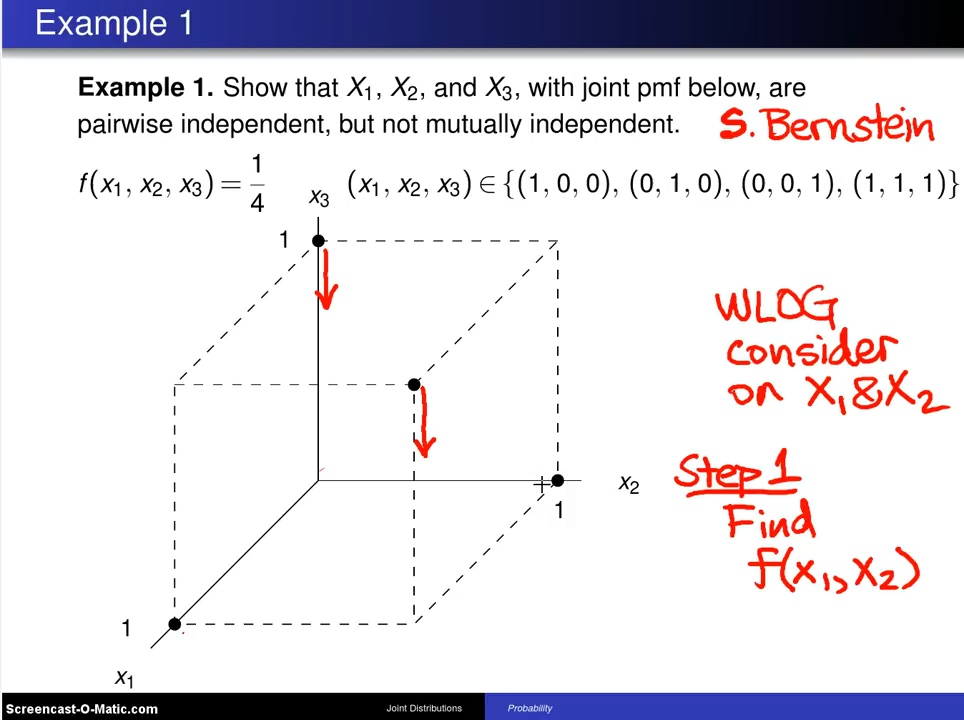 Example 1
Example 1. Show that X₁, X₂, and X₃, with joint pmf below, are
pairwise independent, but not mutually independent.
S. Bernstein
f(x₁, x₂, x₃) = 1/4 (x₁, x₂, x₃) ∈ {(1, 0, 0), (0, 1, 0), (0, 0, 1), (1, 1, 1)}
x₃
1
WLOG
consider
on X₁ & X₂
Step 1
x₂
1
Find
f(x₁, x₂)
1
x₁
Screencast-O-Matic.com
Joint Distributions
Probability